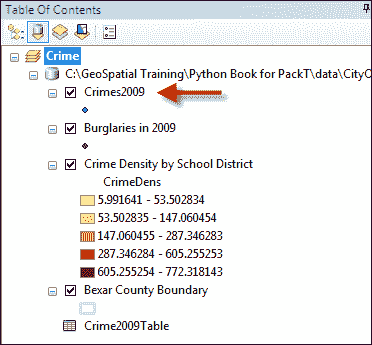 Table Of Contents
Crime
C:\GeoSpatial Training\Python Book for PackT\data\CityO
Crimes2009
Burglaries in 2009
Crime Density by School District
CrimeDens
5.991641 - 53.502834
53.502835 - 147.060454
147.060455 - 287.346283
287.346284 - 605.255253
605.255254 - 772.318143
Bexar County Boundary
Crime2009Table